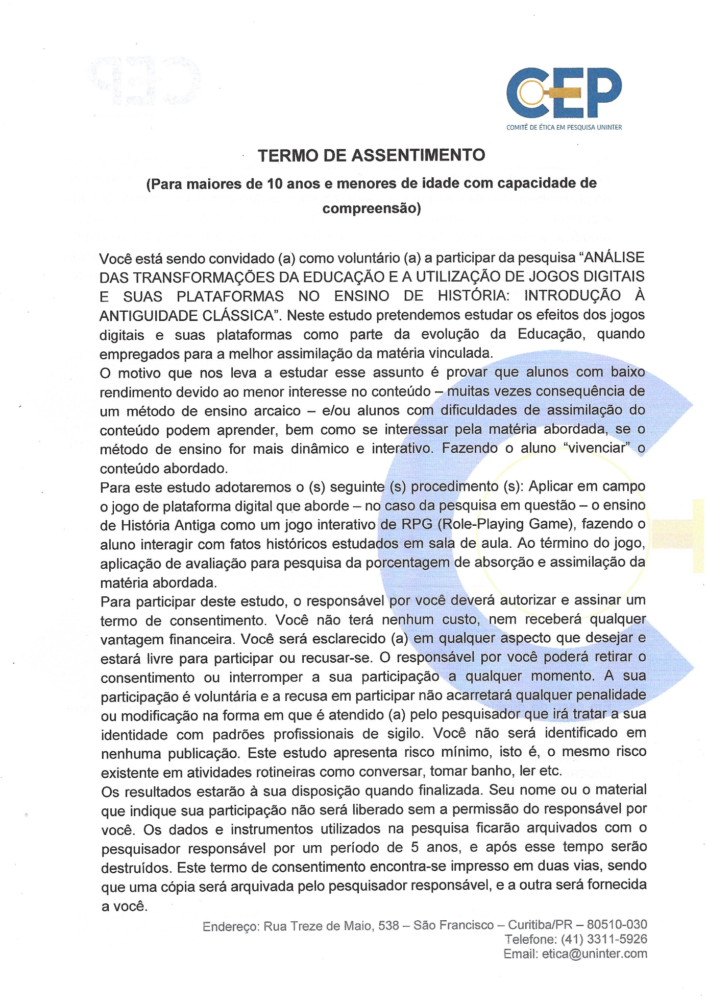 CEP
COMITÊ DE ÉTICA EM PESQUISA UNINTER
TERMO DE ASSENTIMENTO
(Para maiores de 10 anos e menores de idade com capacidade de
compreensão)
Você está sendo convidado (a) como voluntário (a) a participar da pesquisa “ANÁLISE
DAS TRANSFORMAÇÕES DA EDUCAÇÃO E A UTILIZAÇÃO DE JOGOS DIGITAIS
E SUAS PLATAFORMAS NO ENSINO DE HISTÓRIA: INTRODUÇÃO À
ANTIGUIDADE CLÁSSICA”. Neste estudo pretendemos estudar os efeitos dos jogos
digitais e suas plataformas como parte da evolução da Educação, quando
empregados para a melhor assimilação da matéria vinculada.
O motivo que nos leva a estudar esse assunto é provar que alunos com baixo
rendimento devido ao menor interesse no conteúdo – muitas vezes consequência de
um método de ensino arcaico – e/ou alunos com dificuldades de assimilação do
conteúdo podem aprender, bem como se interessar pela matéria abordada, se o
método de ensino for mais dinâmico e interativo. Fazendo o aluno “vivenciar” o
conteúdo abordado.
Para este estudo adotaremos o (s) seguinte (s) procedimento (s): Aplicar em campo
o jogo de plataforma digital que aborde – no caso da pesquisa em questão – o ensino
de História Antiga como um jogo interativo de RPG (Role-Playing Game), fazendo o
aluno interagir com fatos históricos estudados em sala de aula. Ao término do jogo,
aplicação de avaliação para pesquisa da porcentagem de absorção e assimilação da
matéria abordada.
Para participar deste estudo, o responsável por você deverá autorizar e assinar um
termo de consentimento. Você não terá nenhum custo, nem receberá qualquer
vantagem financeira. Você será esclarecido (a) em qualquer aspecto que desejar e
estará livre para participar ou recusar-se. O responsável por você poderá retirar o
consentimento ou interromper a sua participação a qualquer momento. A sua
participação é voluntária e a recusa em participar não acarretará qualquer penalidade
ou modificação na forma em que é atendido (a) pelo pesquisador que irá tratar a sua
identidade com padrões profissionais de sigilo. Você não será identificado em
nenhuma publicação. Este estudo apresenta risco mínimo, isto é, o mesmo risco
existente em atividades rotineiras como conversar, tomar banho, ler etc.
Os resultados estarão à sua disposição quando finalizada. Seu nome ou o material
que indique sua participação não será liberado sem a permissão do responsável por
você. Os dados e instrumentos utilizados na pesquisa ficarão arquivados com o
pesquisador responsável por um período de 5 anos, e após esse tempo serão
destruídos. Este termo de consentimento encontra-se impresso em duas vias, sendo
que uma cópia será arquivada pelo pesquisador responsável, e a outra será fornecida
a você.
Endereço: Rua Treze de Maio, 538 – São Francisco – Curitiba/PR – 80510-030
Telefone: (41) 3311-5926
Email: etica@uninter.com